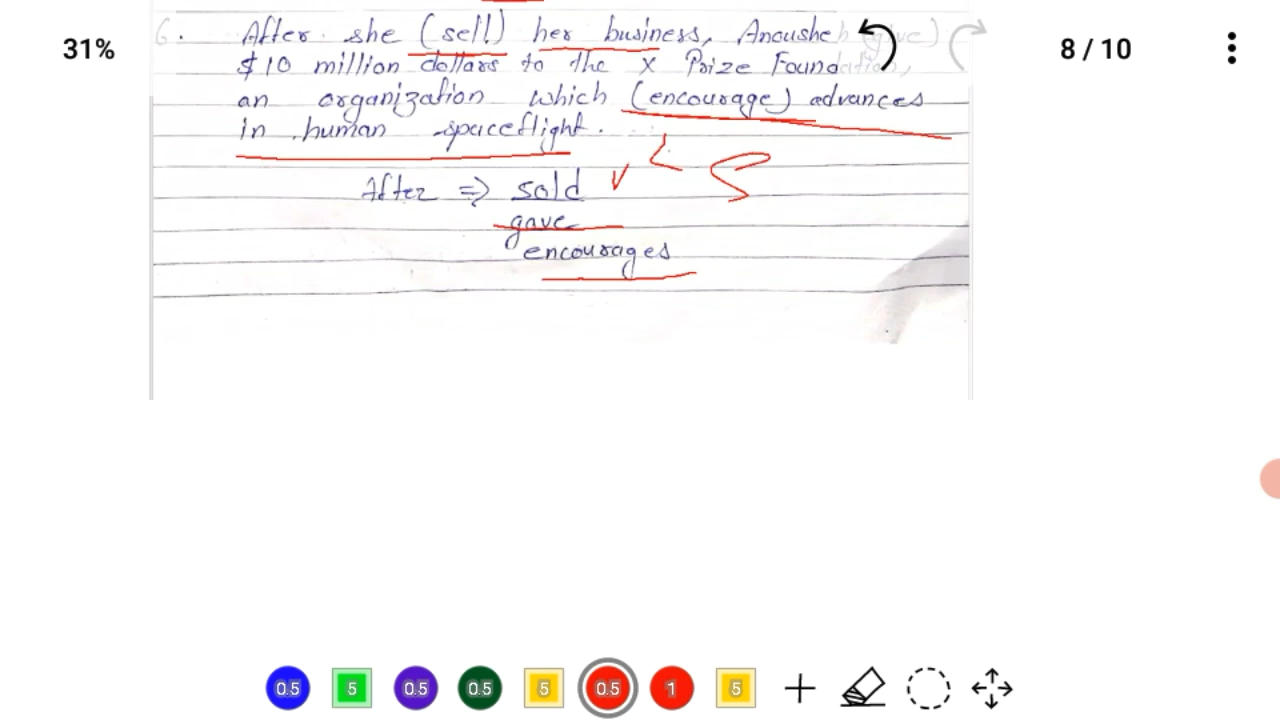 31%
8 / 10
6. After she (sell) her business, Anousheh (give)
$10 million dollars to the X Prize Foundation,
an organization which (encourage) advances
in human spaceflight.
After ⇒ sold ✓
gave
encourages
0.5 5 0.5 0.5 5 0.5 1 5